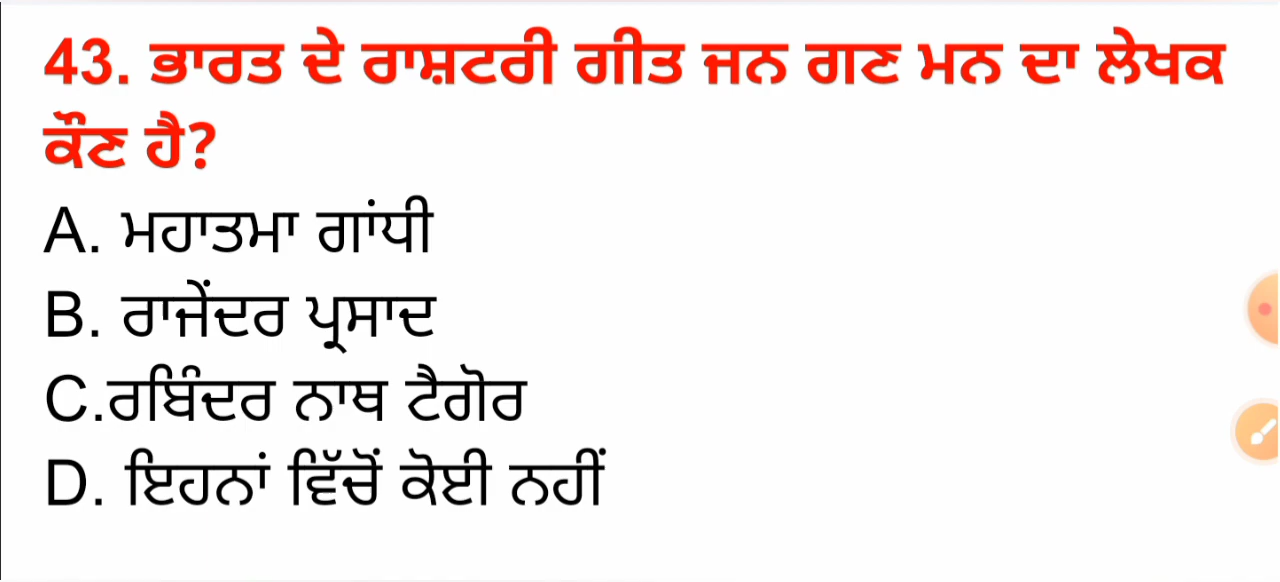 43. ਭਾਰਤ ਦੇ ਰਾਸ਼ਟਰੀ ਗੀਤ ਜਨ ਗਣ ਮਨ ਦਾ ਲੇਖਕ
ਕੌਣ ਹੈ?
A. ਮਹਾਤਮਾ ਗਾਂਧੀ
B. ਰਾਜੇਂਦਰ ਪ੍ਰਸਾਦ
C.ਰਬਿੰਦਰ ਨਾਥ ਟੈਗੋਰ
D. ਇਹਨਾਂ ਵਿੱਚੋਂ ਕੋਈ ਨਹੀਂ